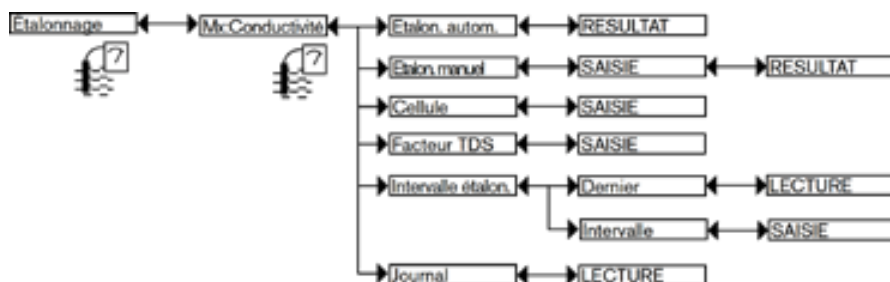 Étalonnage Mx:Conductivité Etalon. autom. RESULTAT
Etalon. manuel SAISIE RESULTAT
Cellule SAISIE
Facteur TDS SAISIE
Intervalle étalon. Dernier LECTURE
Intervalle SAISIE
Journal LECTURE